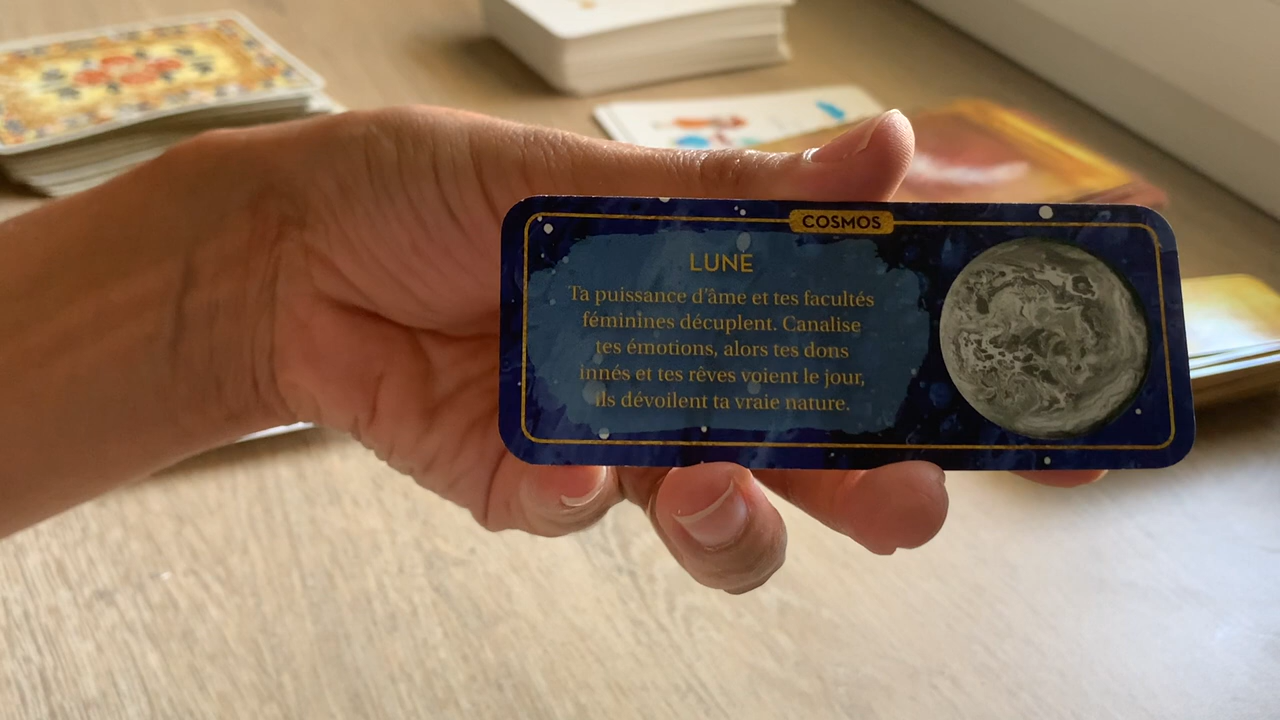 COSMOS
LUNE
Ta puissance d'âme et tes facultés
féminines décuplent. Canalise
tes émotions, alors tes dons
innés et tes rêves voient le jour,
ils dévoilent ta vraie nature.